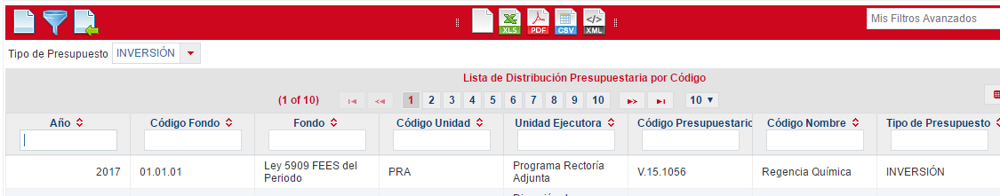 XLS PDF CSV </> XML Mis Filtros Avanzados
Tipo de Presupuesto INVERSIÓN
Lista de Distribución Presupuestaria por Código
(1 of 10) 1 2 3 4 5 6 7 8 9 10 10
Año Código Fondo Fondo Código Unidad Unidad Ejecutora Código Presupuestario Código Nombre Tipo de Presupuesto
2017 01.01.01 Ley 5909 FEES del Periodo PRA Programa Rectoría Adjunta V.15.1056 Regencia Química INVERSIÓN